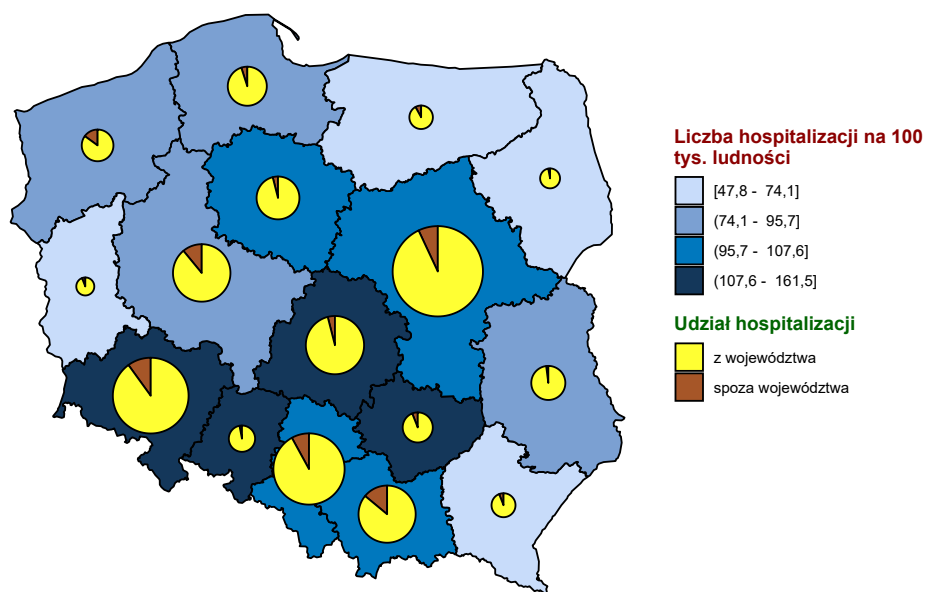 Liczba hospitalizacji na 100
tys. ludności
[47,8 - 74,1]
(74,1 - 95,7]
(95,7 - 107,6]
(107,6 - 161,5]
Udział hospitalizacji
z województwa
spoza województwa